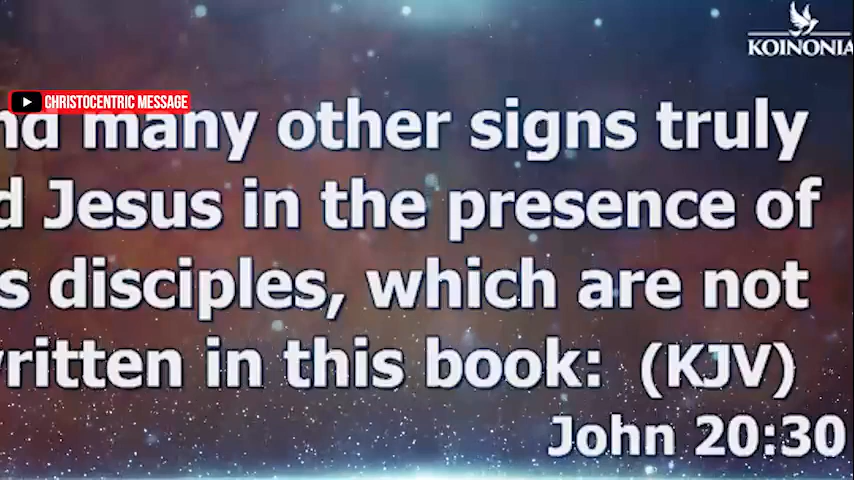 KOINONIA
CHRISTOCENTRIC MESSAGE
nd many other signs truly
d Jesus in the presence of
s disciples, which are not
written in this book: (KJV)
John 20:30